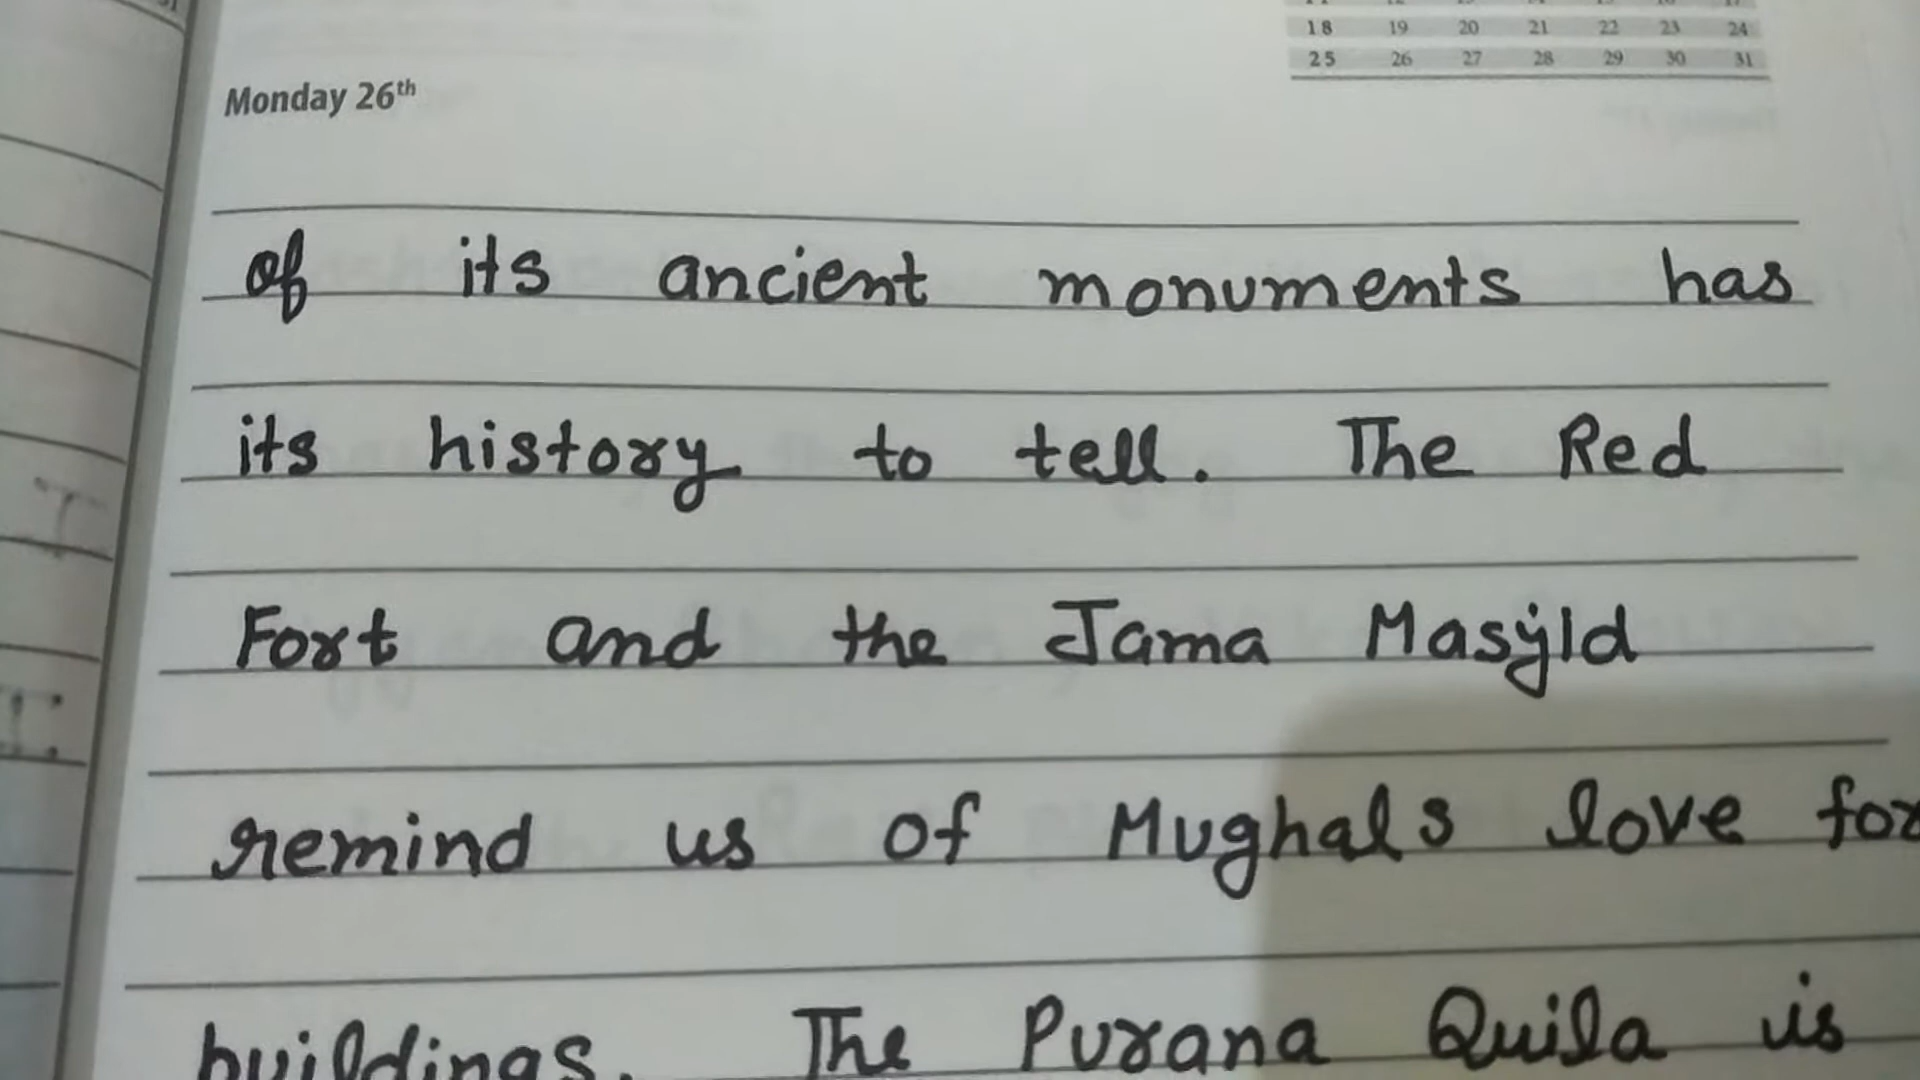 18 19 20 21 22 23 24
25 26 27 28 29 30 31
Monday 26th
of its ancient monuments has
its history to tell. The Red
Fort and the Jama Masjid
remind us of Mughals love for
buildings. The Purana Quila is